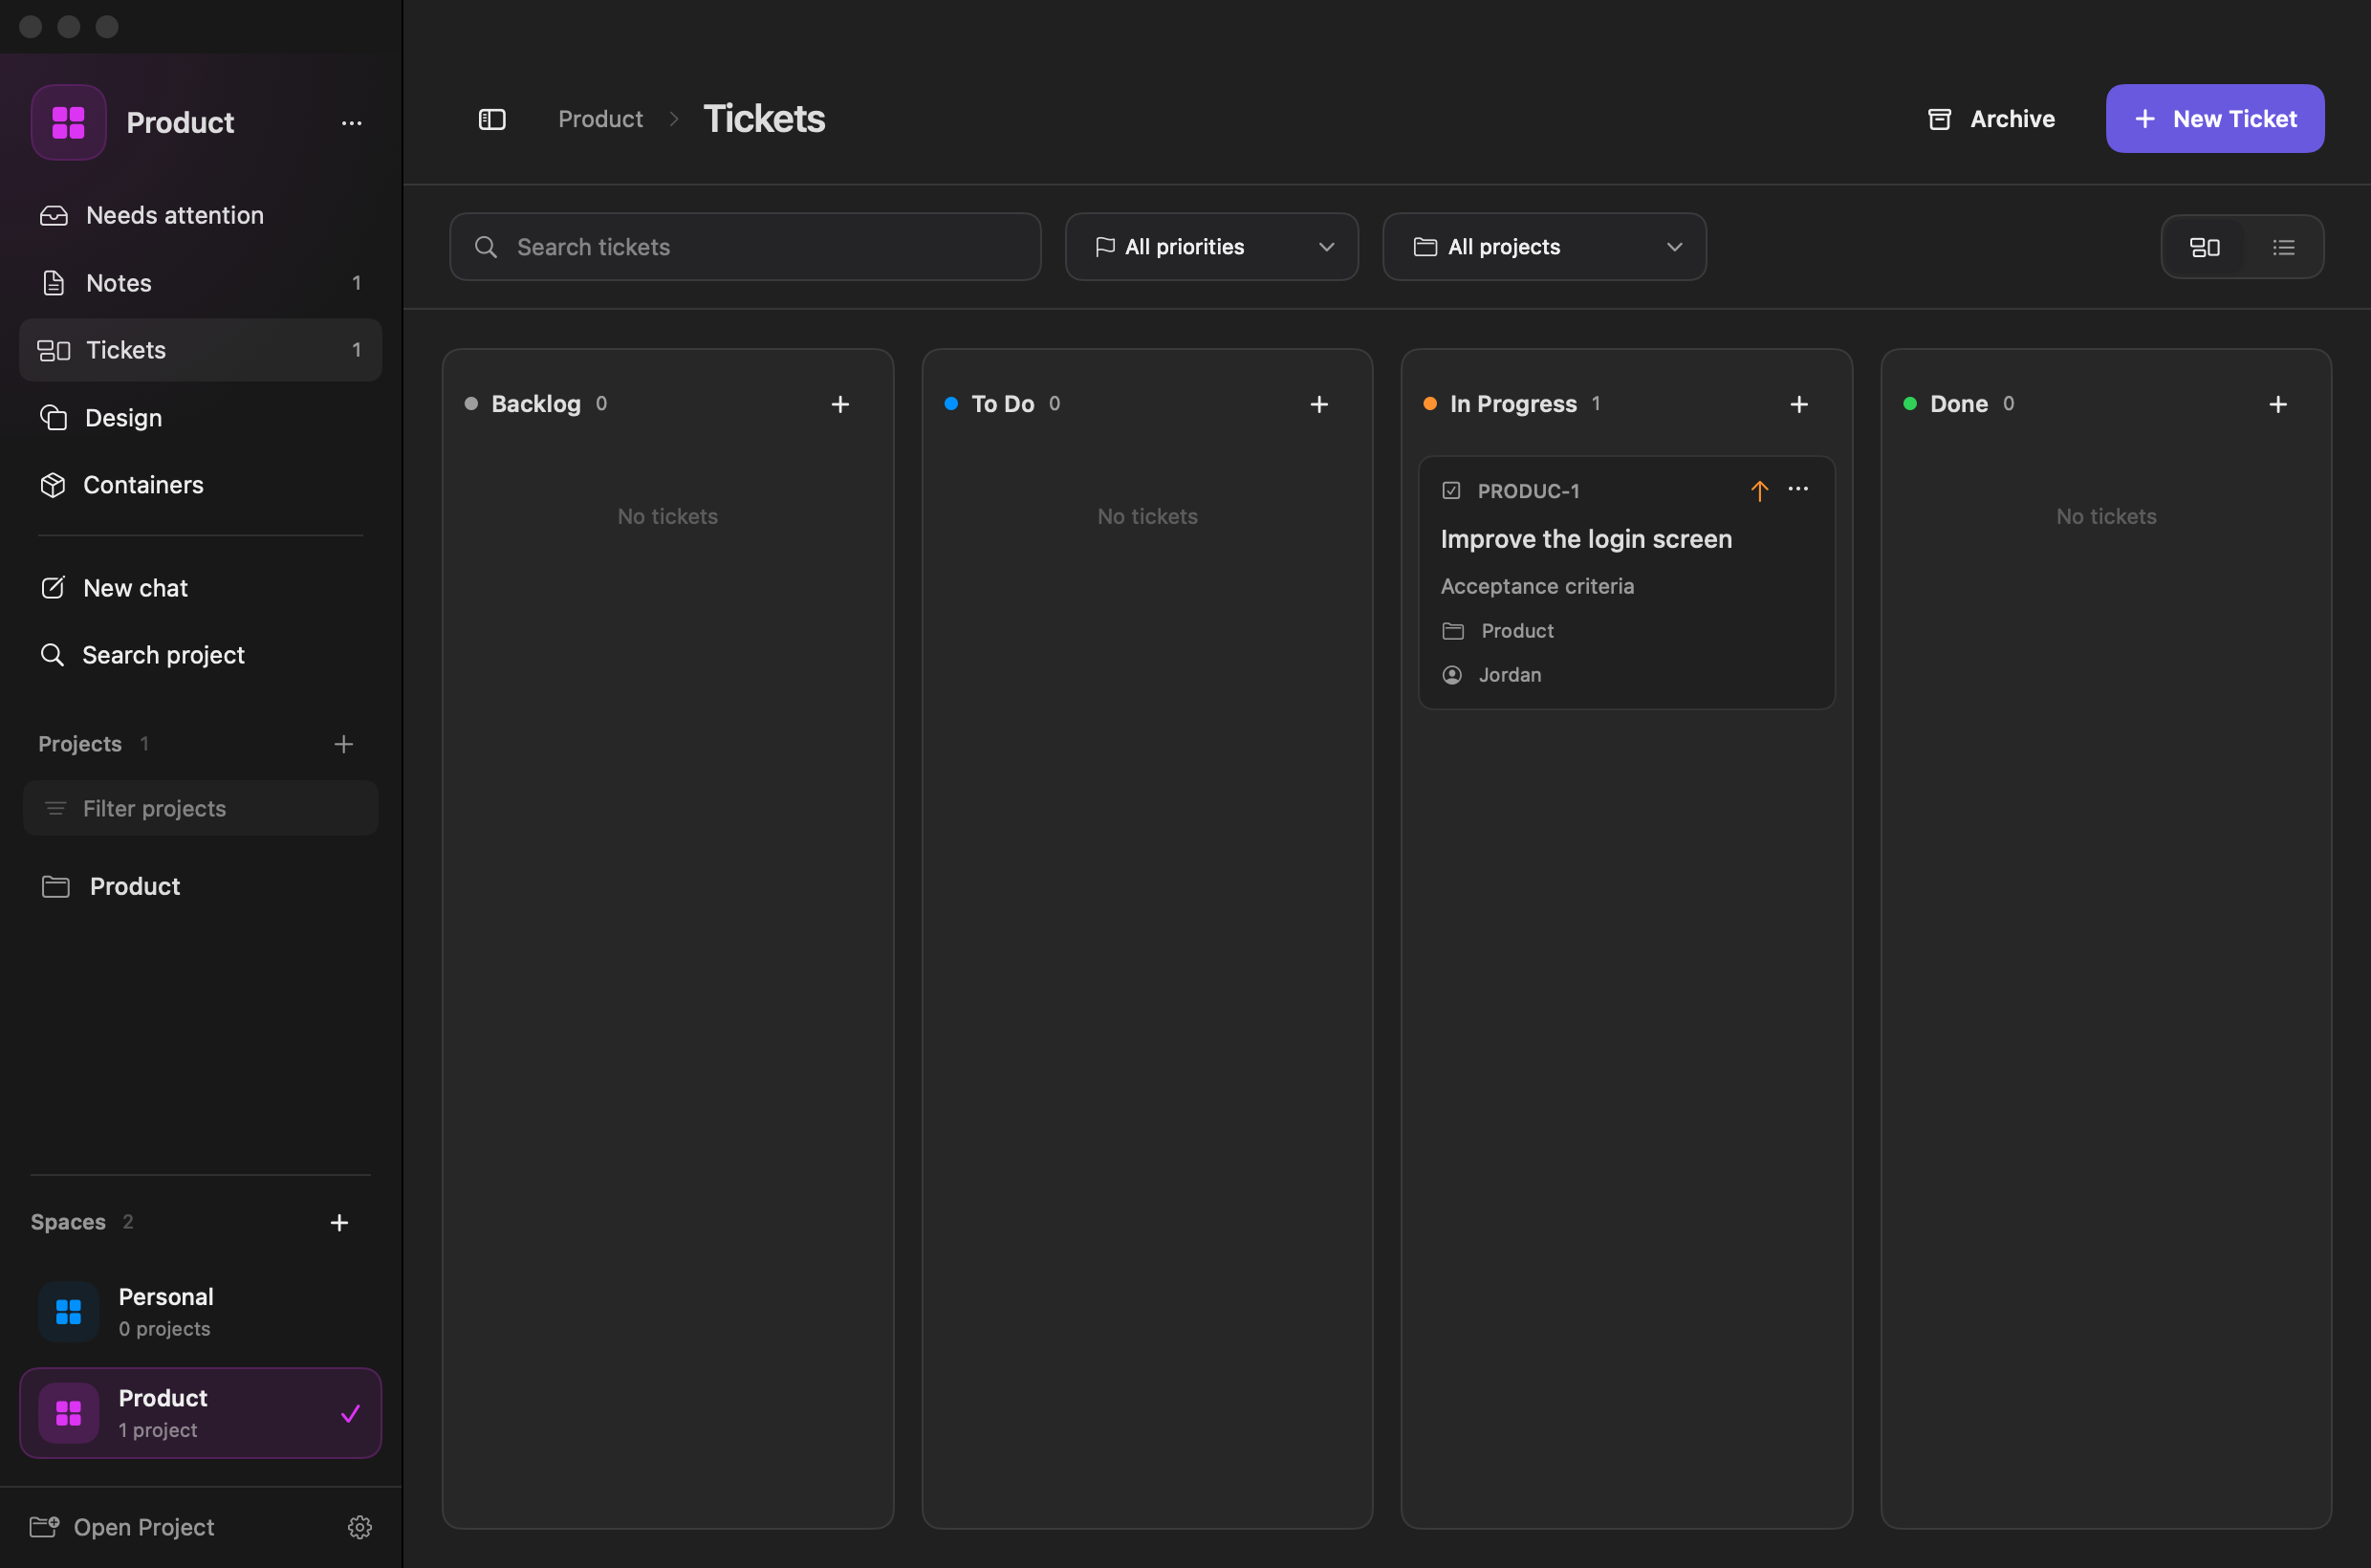 Product
Needs attention
Notes 1
Tickets 1
Design
Containers
New chat
Search project
Projects 1
Filter projects
Product
Spaces 2
Personal
0 projects
Product
1 project
Open Project
Product Tickets
Archive
New Ticket
Search tickets
All priorities
All projects
Backlog 0
No tickets
To Do 0
No tickets
In Progress 1
PRODUC-1
Improve the login screen
Acceptance criteria
Product
Jordan
Done 0
No tickets